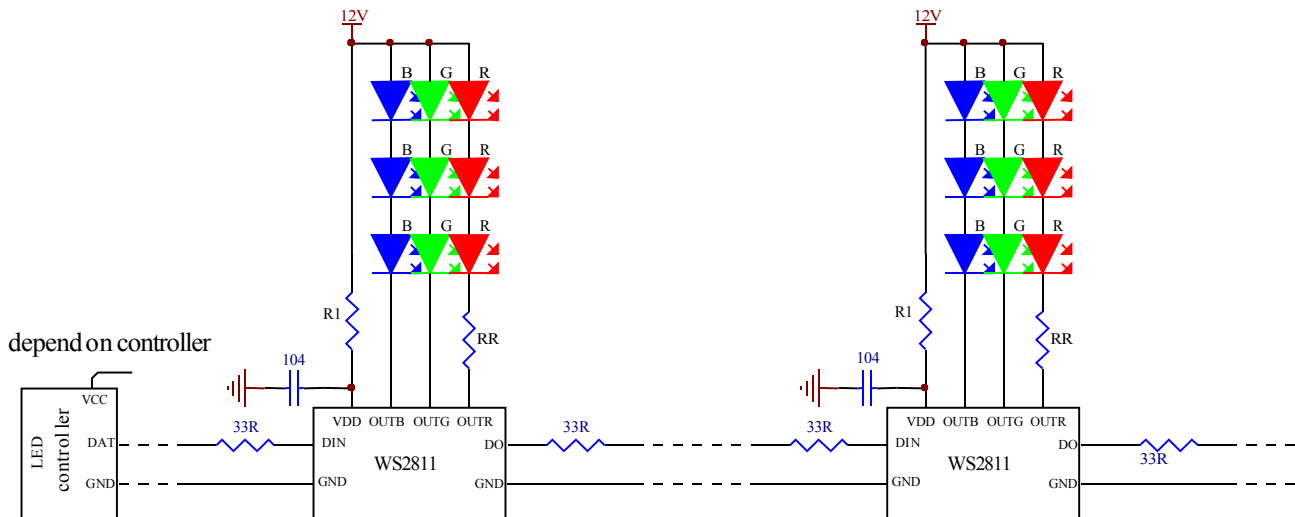 12V
12V
B G R
B G R
B G R
B G R
B G R
B G R
R1
RR
R1
RR
depend on controller
104
104
VCC
LED
controller
DAT
GND
33R
VDD OUTB OUTG OUTR
DIN
DO
WS2811
GND
GND
33R
33R
VDD OUTB OUTG OUTR
DIN
DO
WS2811
GND
GND
33R